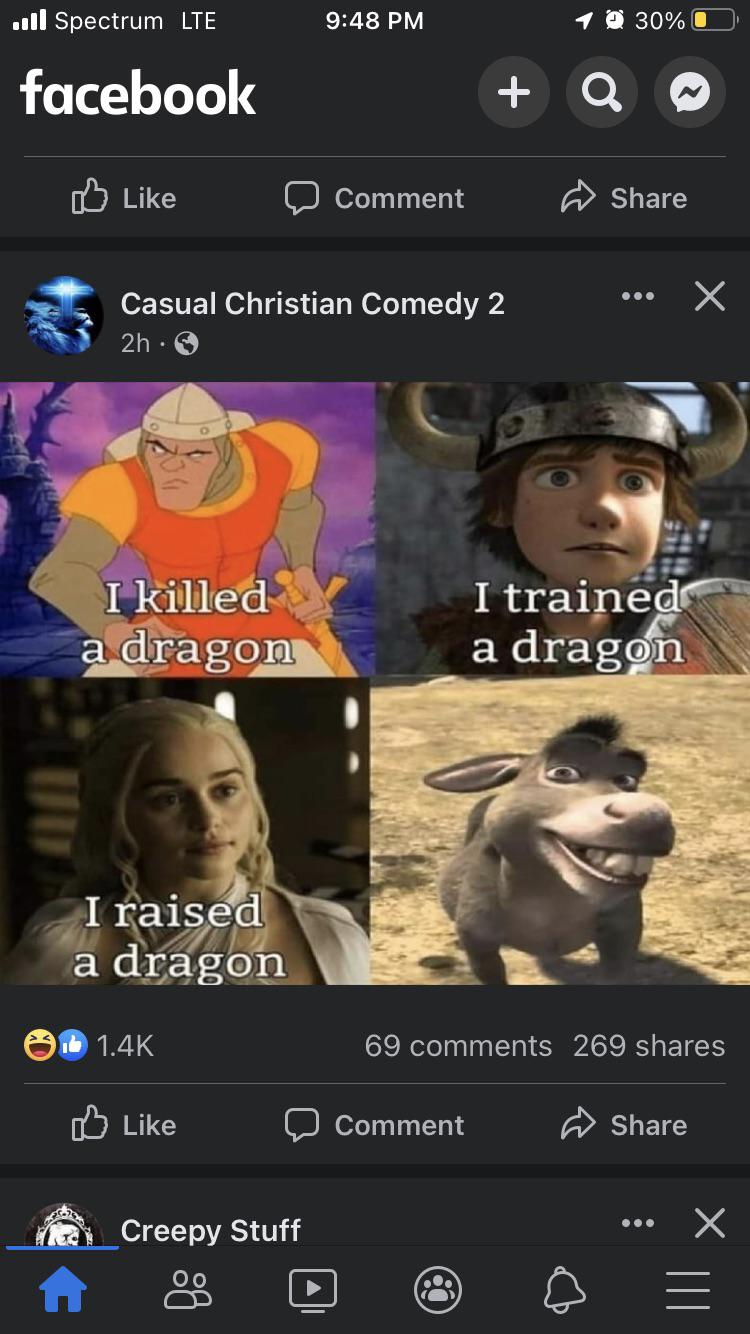 Spectrum LTE
9:48 PM
30%
facebook
Like
Comment
Share
Casual Christian Comedy 2
2h ·
I killed
a dragon
I trained
a dragon
I raised
a dragon
1.4K
69 comments 269 shares
Like
Comment
Share
Creepy Stuff